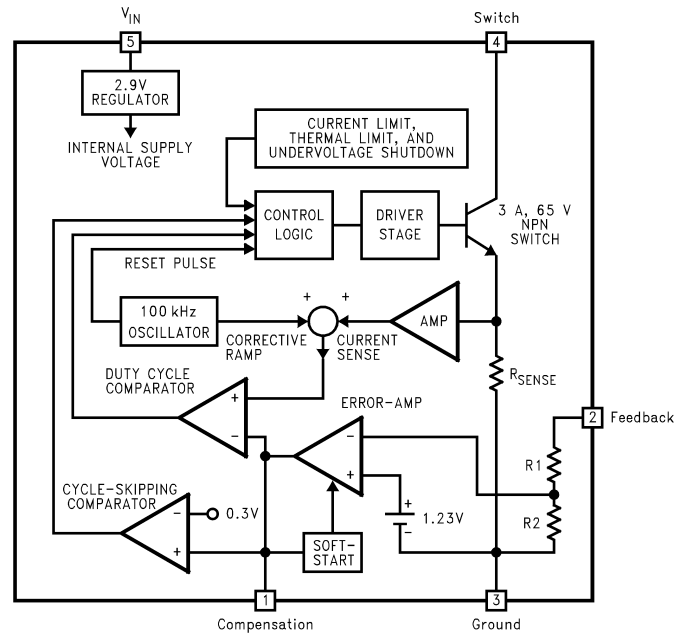 VIN
Switch
5
4
2.9V
REGULATOR
INTERNAL SUPPLY
VOLTAGE
CURRENT LIMIT,
THERMAL LIMIT, AND
UNDERVOLTAGE SHUTDOWN
CONTROL
LOGIC
DRIVER
STAGE
3 A, 65 V
NPN
SWITCH
RESET PULSE
100 kHz
OSCILLATOR
+
+
AMP
CORRECTIVE
RAMP
CURRENT
SENSE
RSENSE
DUTY CYCLE
COMPARATOR
+
−
ERROR-AMP
−
+
2
Feedback
R1
R2
CYCLE-SKIPPING
COMPARATOR
−
0.3V
+
+
1.23V
−
SOFT-
START
1
3
Compensation
Ground